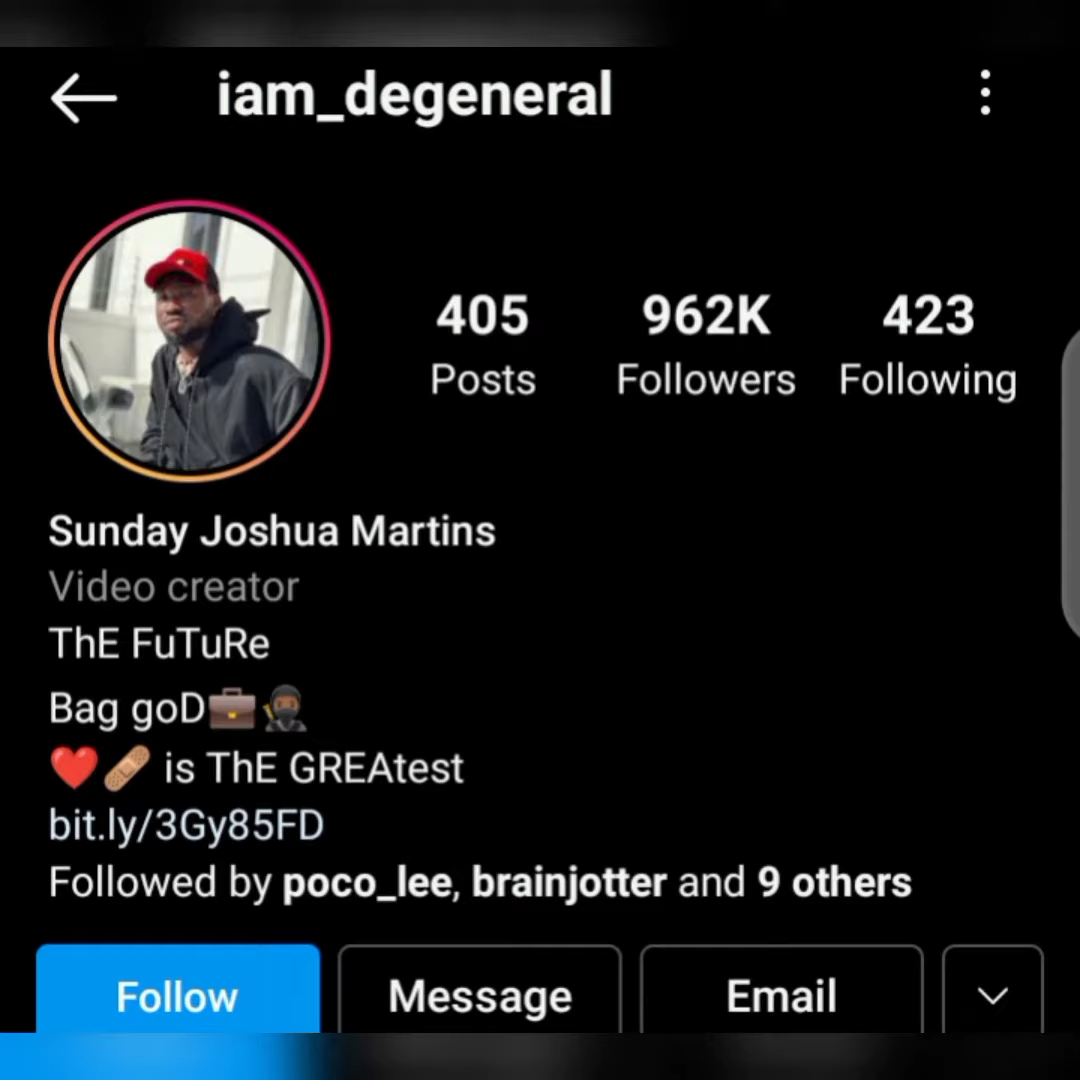 iam_degeneral
405 962K 423
Posts Followers Following
Sunday Joshua Martins
Video creator
ThE FuTuRe
Bag goD💼🥷🏾
❤️🩹 is ThE GREAtest
bit.ly/3Gy85FD
Followed by poco_lee, brainjotter and 9 others
Follow Message Email